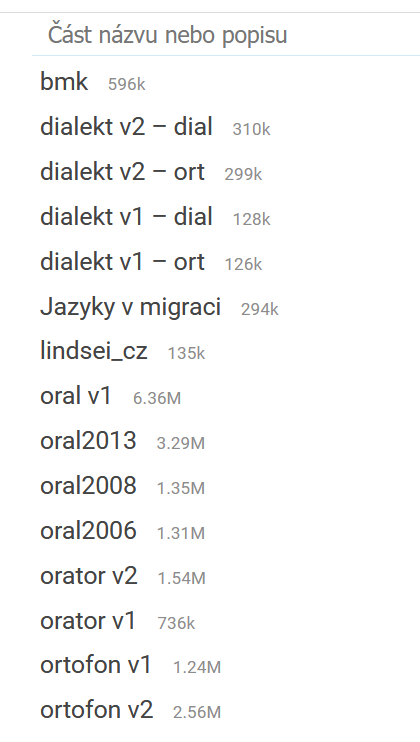 Část názvu nebo popisu
bmk 596k
dialekt v2 – dial 310k
dialekt v2 – ort 299k
dialekt v1 – dial 128k
dialekt v1 – ort 126k
Jazyky v migraci 294k
lindsei_cz 135k
oral v1 6.36M
oral2013 3.29M
oral2008 1.35M
oral2006 1.31M
orator v2 1.54M
orator v1 736k
ortofon v1 1.24M
ortofon v2 2.56M